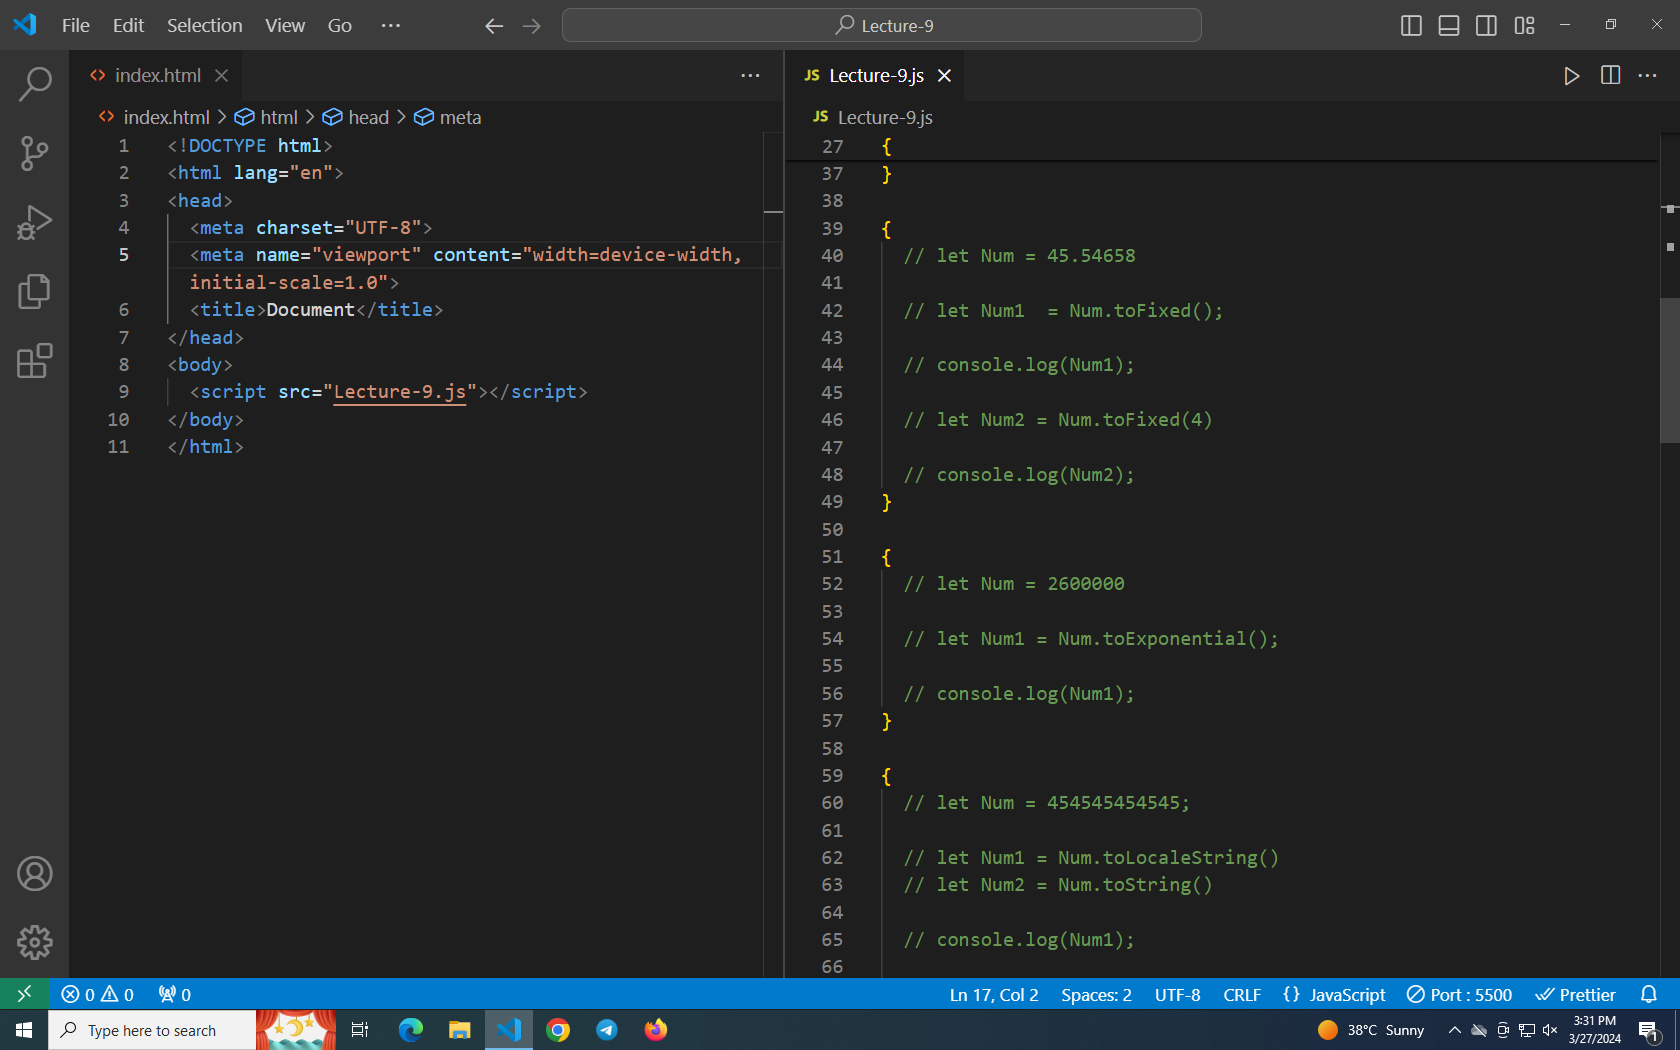 File Edit Selection View Go ···
Lecture-9
index.html
JS Lecture-9.js
index.html > html > head > meta
JS Lecture-9.js
1 <!DOCTYPE html>
2 <html lang="en">
3 <head>
4 <meta charset="UTF-8">
5 <meta name="viewport" content="width=device-width,
initial-scale=1.0">
6 <title>Document</title>
7 </head>
8 <body>
9 <script src="Lecture-9.js"></script>
10 </body>
11 </html>
27 {
37 }
38
39 {
40 // let Num = 45.54658
41
42 // let Num1  = Num.toFixed();
43
44 // console.log(Num1);
45
46 // let Num2 = Num.toFixed(4)
47
48 // console.log(Num2);
49 }
50
51 {
52 // let Num = 2600000
53
54 // let Num1 = Num.toExponential();
55
56 // console.log(Num1);
57 }
58
59 {
60 // let Num = 454545454545;
61
62 // let Num1 = Num.toLocaleString()
63 // let Num2 = Num.toString()
64
65 // console.log(Num1);
66
0 0 0
Ln 17, Col 2 Spaces: 2 UTF-8 CRLF {} JavaScript Port : 5500 Prettier
Type here to search
38°C Sunny
3:31 PM
3/27/2024
1